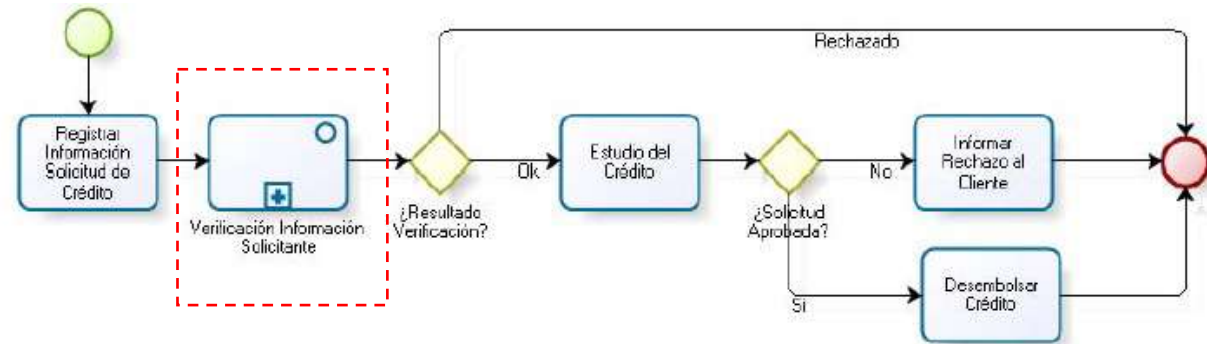 Rechazado
Registrar
Información
Solicitud de
Crédito
Verificación Información
Solicitante
¿Resultado
Verificación?
Ok
Estudio del
Crédito
¿Solicitud
Aprobada?
No
Informar
Rechazo al
Cliente
Si
Desembolsar
Crédito